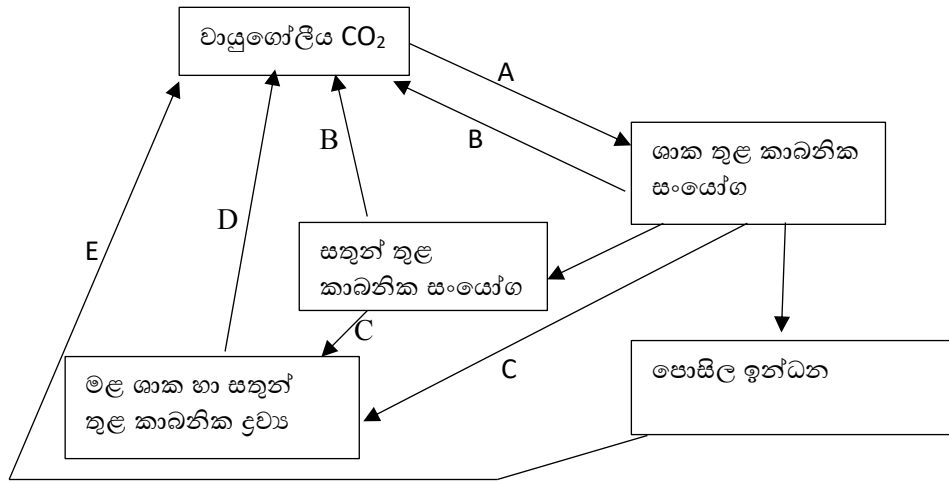 වායුගෝලීය CO₂
A
B
B
ශාක තුළ කාබනික
සංයෝග
D
E
සතුන් තුළ
කාබනික සංයෝග
C
C
මළ ශාක හා සතුන්
තුළ කාබනික ද්‍රව්‍ය
පොසිල ඉන්ධන